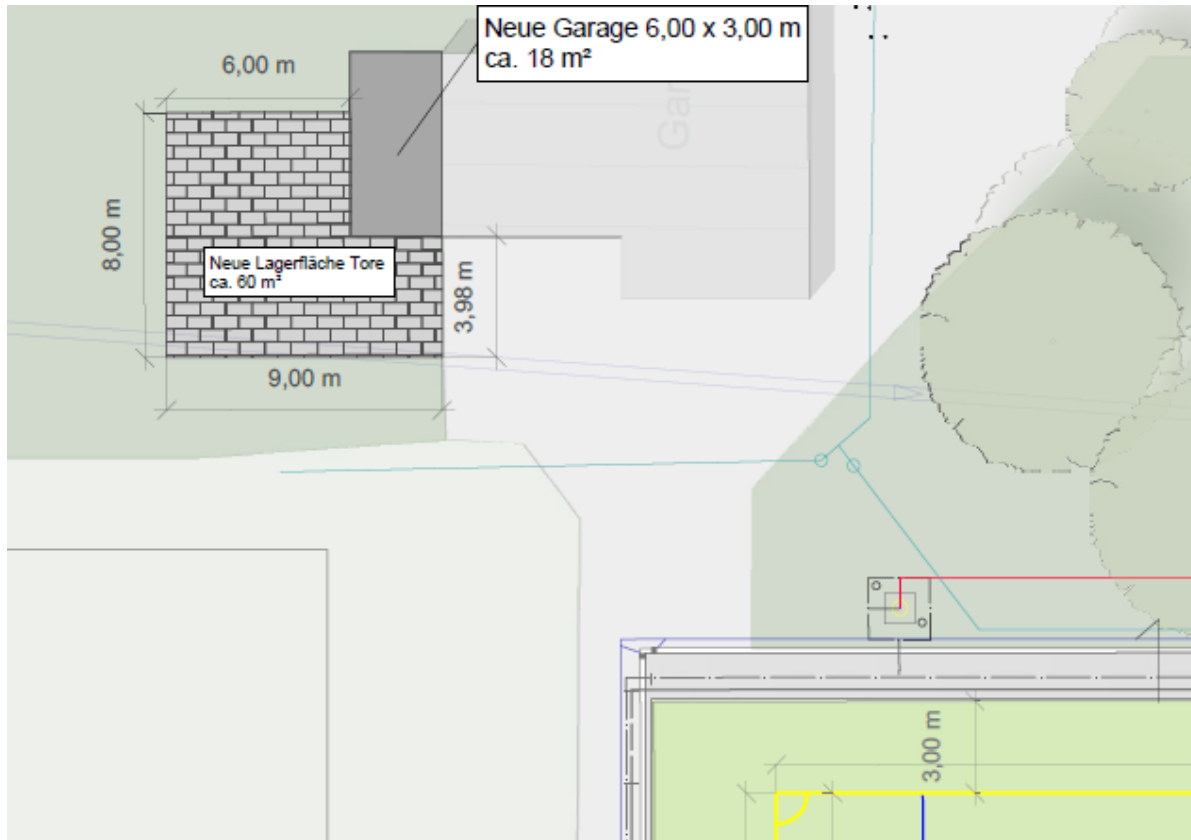 Neue Garage 6,00 x 3,00 m
ca. 18 m²
6,00 m
Gar
8,00 m
Neue Lagerfläche Tore
ca. 60 m²
3,98 m
9,00 m
3,00 m